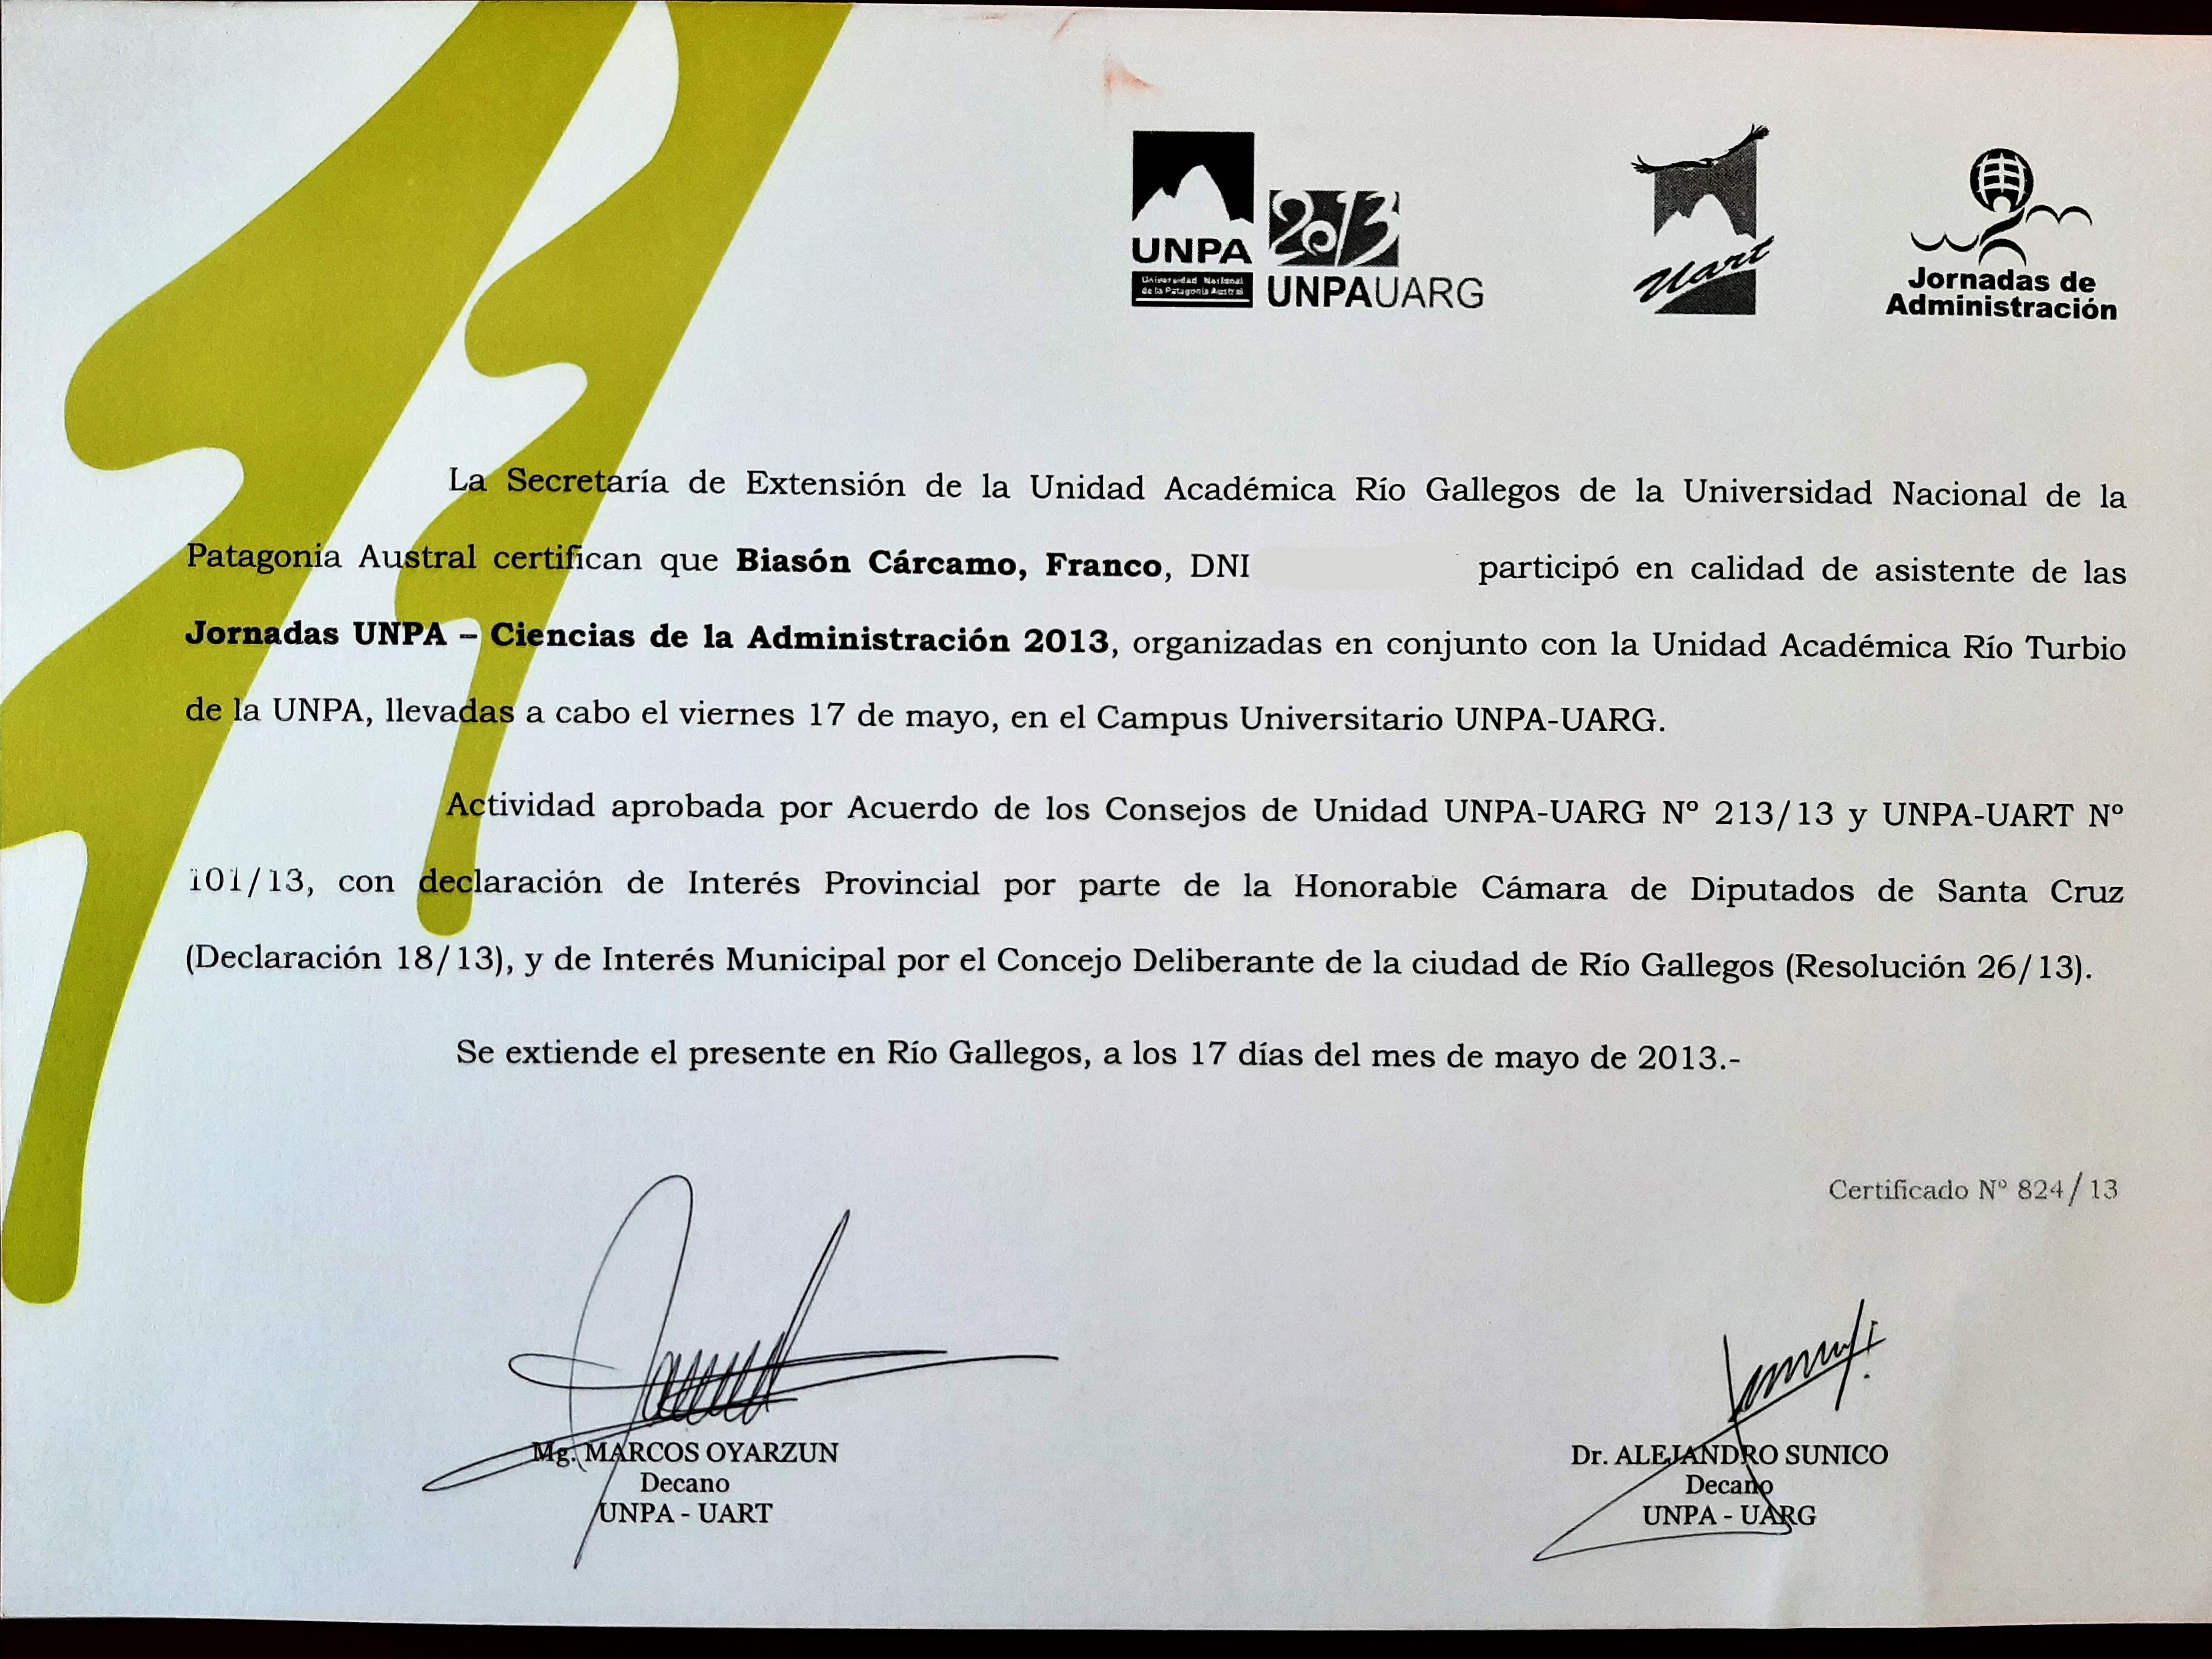 UNPA
Universidad Nacional
de la Patagonia Austral
2013
UNPAUARG
Uart
Jornadas de
Administración
La Secretaría de Extensión de la Unidad Académica Río Gallegos de la Universidad Nacional de la
Patagonia Austral certifican que Biasón Cárcamo, Franco, DNI participó en calidad de asistente de las
Jornadas UNPA – Ciencias de la Administración 2013, organizadas en conjunto con la Unidad Académica Río Turbio
de la UNPA, llevadas a cabo el viernes 17 de mayo, en el Campus Universitario UNPA-UARG.
Actividad aprobada por Acuerdo de los Consejos de Unidad UNPA-UARG Nº 213/13 y UNPA-UART Nº
101/13, con declaración de Interés Provincial por parte de la Honorable Cámara de Diputados de Santa Cruz
(Declaración 18/13), y de Interés Municipal por el Concejo Deliberante de la ciudad de Río Gallegos (Resolución 26/13).
Se extiende el presente en Río Gallegos, a los 17 días del mes de mayo de 2013.-
Certificado Nº 824/13
Mg. MARCOS OYARZUN
Decano
UNPA - UART
Dr. ALEJANDRO SUNICO
Decano
UNPA - UARG